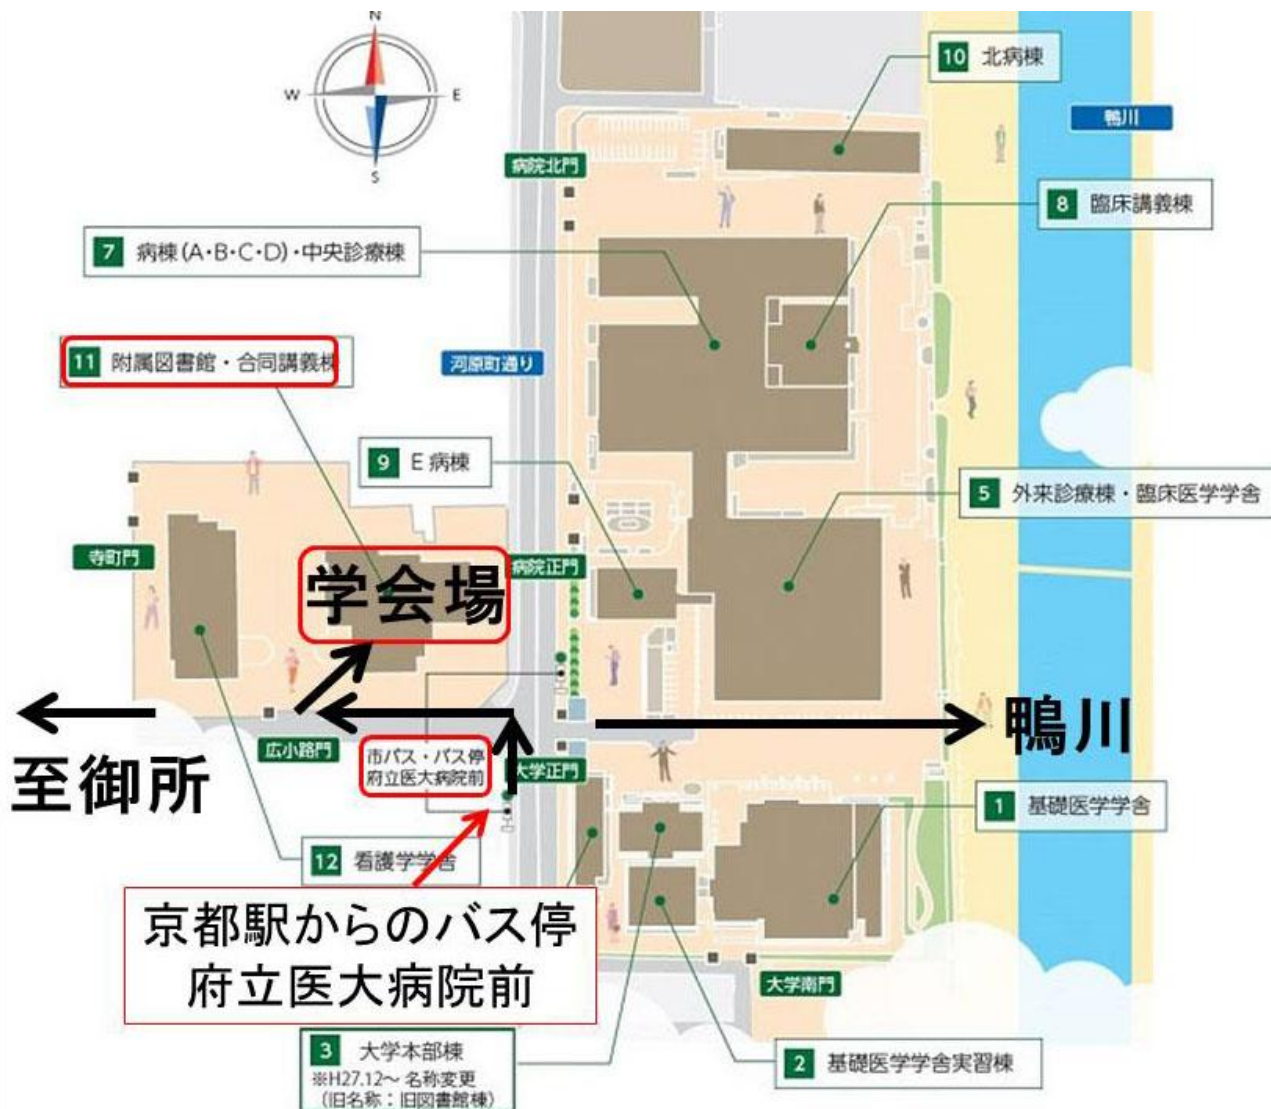 N
W
E
S
10 北病棟
鴨川
病院北門
8 臨床講義棟
7 病棟(A・B・C・D)・中央診療棟
11 附属図書館・合同講義棟
河原町通り
9 E 病棟
5 外来診療棟・臨床医学学舎
寺町門
病院正門
学会場
鴨川
至御所
広小路門
市バス・バス停
府立医大病院前
大学正門
1 基礎医学学舎
12 看護学学舎
京都駅からのバス停
府立医大病院前
大学南門
3 大学本部棟
※H27.12～ 名称変更
（旧名称：旧図書館棟）
2 基礎医学学舎実習棟